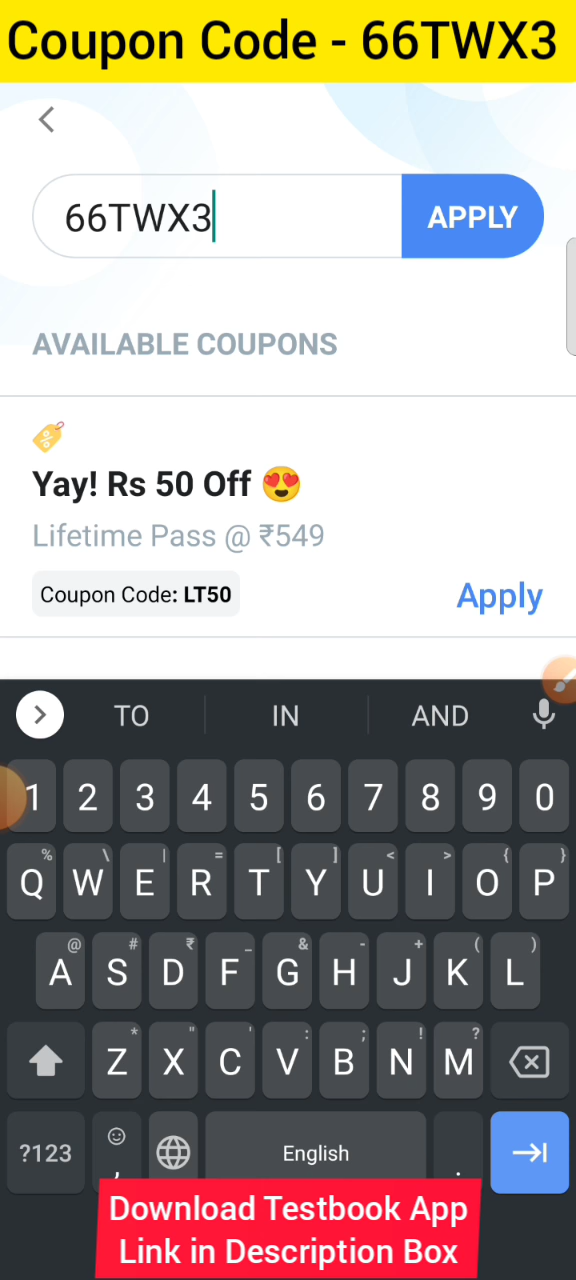 Coupon Code - 66TWX3
66TWX3
APPLY
AVAILABLE COUPONS
Yay! Rs 50 Off 😍
Lifetime Pass @ ₹549
Coupon Code: LT50
Apply
TO IN AND
1 2 3 4 5 6 7 8 9 0
% \ | = [ ] < > { }
Q W E R T Y U I O P
@ # ₹ _ & - + ( )
A S D F G H J K L
* " ' : ; ! ?
Z X C V B N M
?123 , English .
Download Testbook App
Link in Description Box